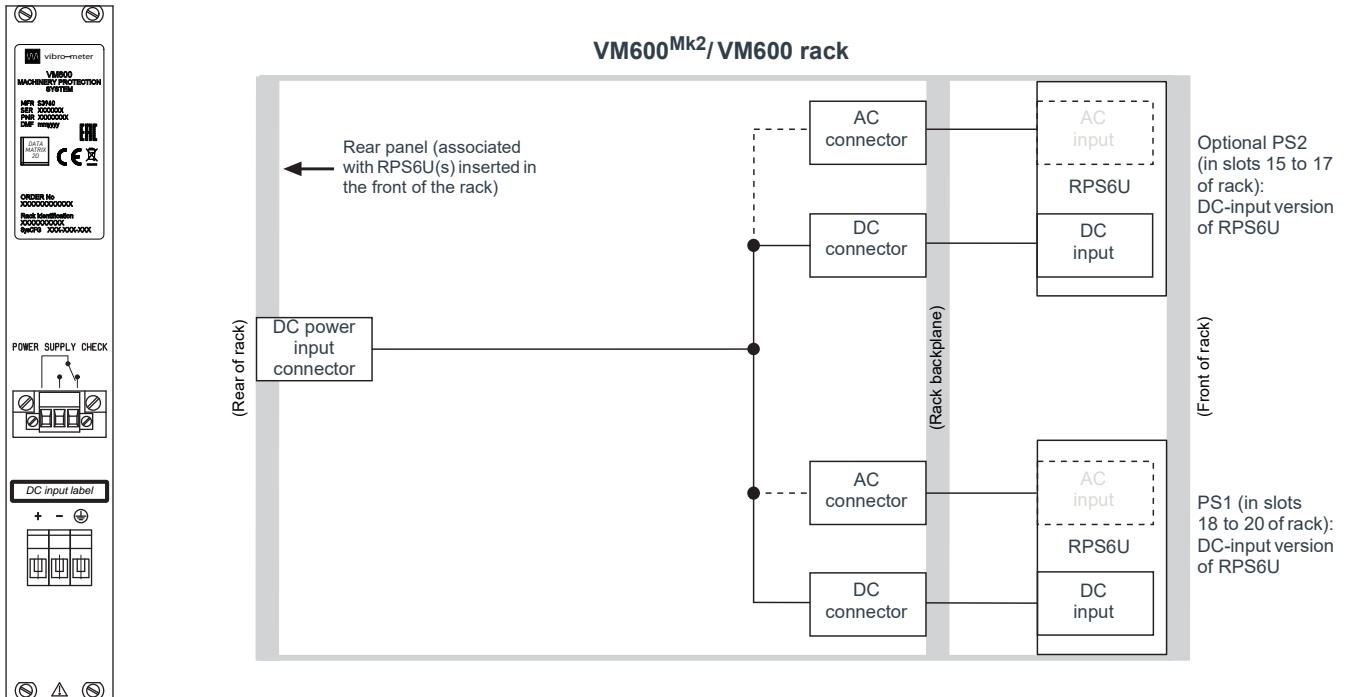 vibro-meter
VM600
MACHINERY PROTECTION
SYSTEM
MFR S3960
SER XXXXXXX
PNR XXXXXXXX
DMF mmyyyy
EAC
DATA
MATRIX
2D
CE
ORDER No
XXXXXXXXXXXXX
Rack Identification
XXXXXXXXXX
SysCFG XXX-XXX-XXX
POWER SUPPLY CHECK
DC input label
+ -
VM600Mk2/ VM600 rack
Rear panel (associated
with RPS6U(s) inserted in
the front of the rack)
(Rear of rack)
DC power
input
connector
AC
connector
DC
connector
AC
connector
DC
connector
(Rack backplane)
AC
input
RPS6U
DC
input
AC
input
RPS6U
DC
input
(Front of rack)
Optional PS2
(in slots 15 to 17
of rack):
DC-input version
of RPS6U
PS1 (in slots
18 to 20 of rack):
DC-input version
of RPS6U